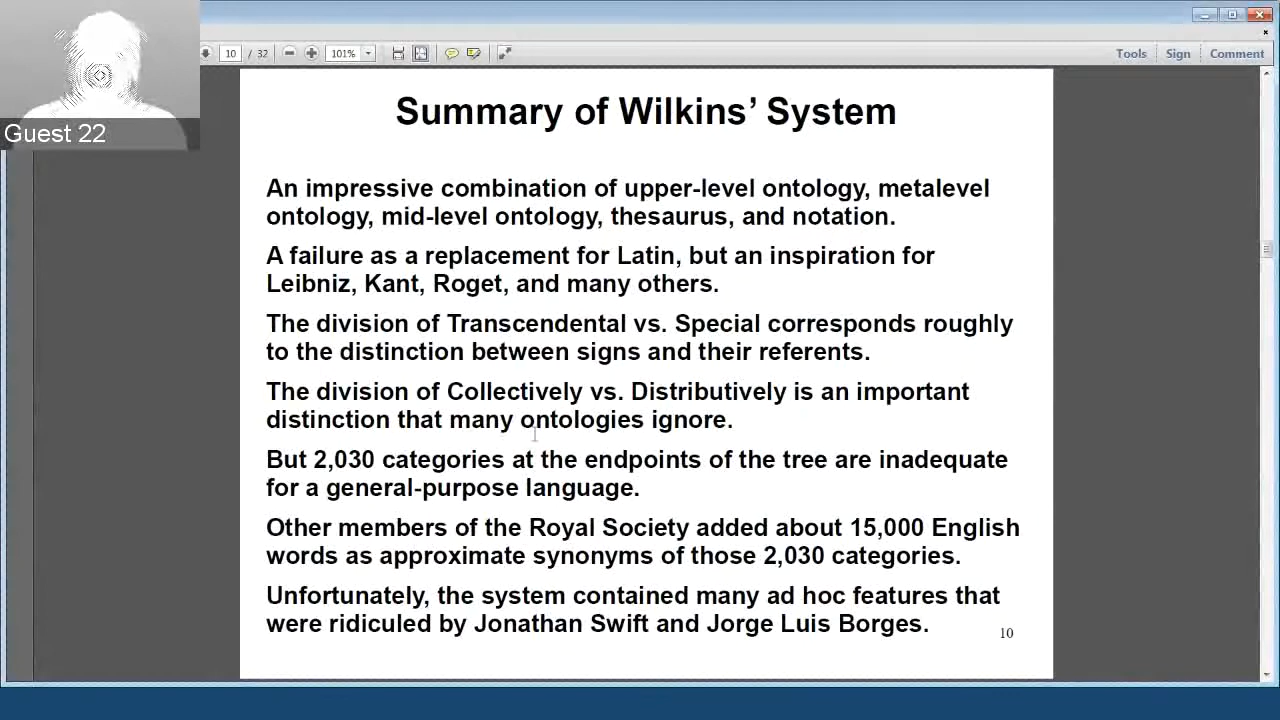 Guest 22
10 / 32
101%
Tools
Sign
Comment
Summary of Wilkins’ System
An impressive combination of upper-level ontology, metalevel
ontology, mid-level ontology, thesaurus, and notation.
A failure as a replacement for Latin, but an inspiration for
Leibniz, Kant, Roget, and many others.
The division of Transcendental vs. Special corresponds roughly
to the distinction between signs and their referents.
The division of Collectively vs. Distributively is an important
distinction that many ontologies ignore.
But 2,030 categories at the endpoints of the tree are inadequate
for a general-purpose language.
Other members of the Royal Society added about 15,000 English
words as approximate synonyms of those 2,030 categories.
Unfortunately, the system contained many ad hoc features that
were ridiculed by Jonathan Swift and Jorge Luis Borges.
10